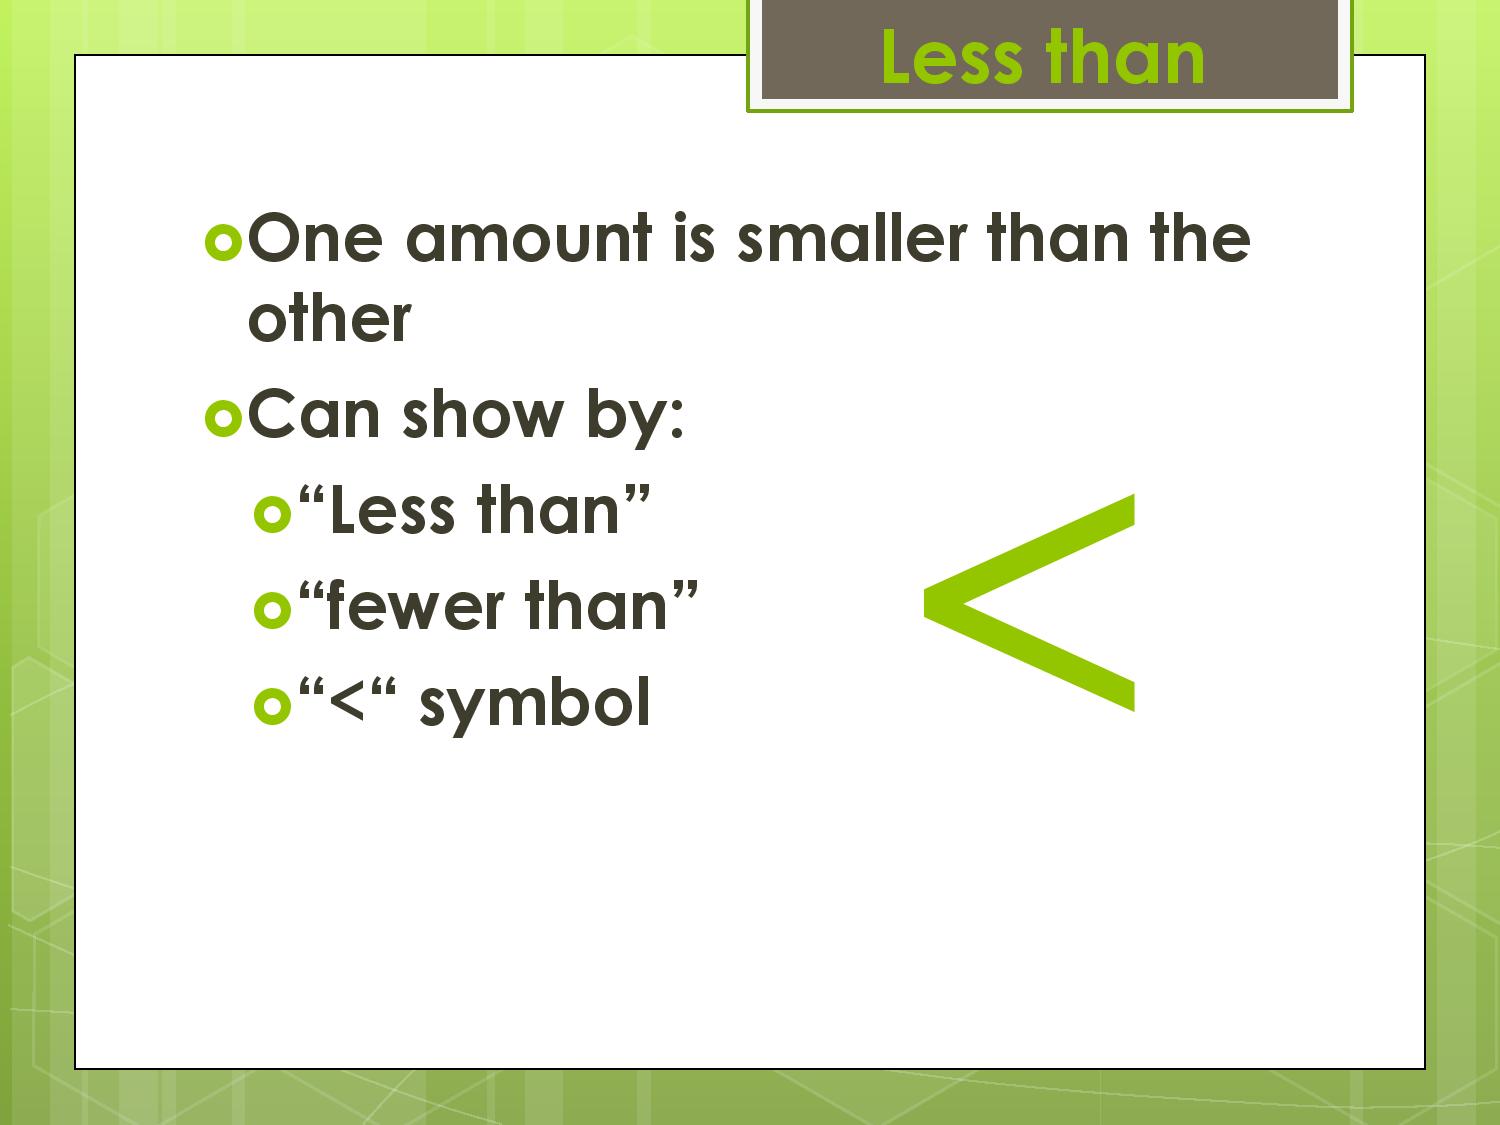 Less than
One amount is smaller than the
other
Can show by:
“Less than”
“fewer than”
“<“ symbol
<